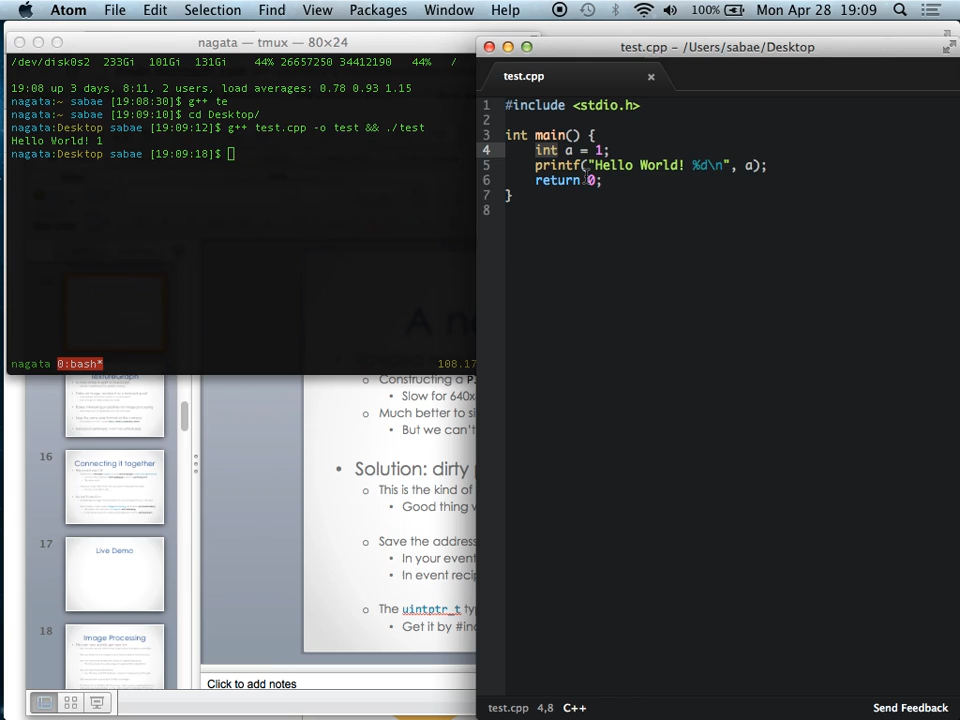 Atom File Edit Selection Find View Packages Window Help 100% Mon Apr 28 19:09
nagata — tmux — 80×24
/dev/disk0s2 233Gi 101Gi 131Gi 44% 26657250 34412190 44% /
19:08 up 3 days, 8:11, 2 users, load averages: 0.78 0.93 1.15
nagata:~ sabae [19:08:30]$ g++ te
nagata:~ sabae [19:09:10]$ cd Desktop/
nagata:Desktop sabae [19:09:12]$ g++ test.cpp -o test && ./test
Hello World! 1
nagata:Desktop sabae [19:09:18]$
nagata 0:bash* 108.17
test.cpp - /Users/sabae/Desktop
test.cpp
1 #include <stdio.h>
2
3 int main() {
4 int a = 1;
5 printf("Hello World! %d\n", a);
6 return 0;
7 }
8
test.cpp 4,8 C++ Send Feedback
16
Connecting it together
17
Live Demo
18
Image Processing
A n
Constructing a P
Slow for 640x
Much better to si
But we can't
• Solution: dirty
This is the kind of
Good thing
Save the address
In your event
In event recip
The uintptr_t ty
Get it by #inc
Click to add notes